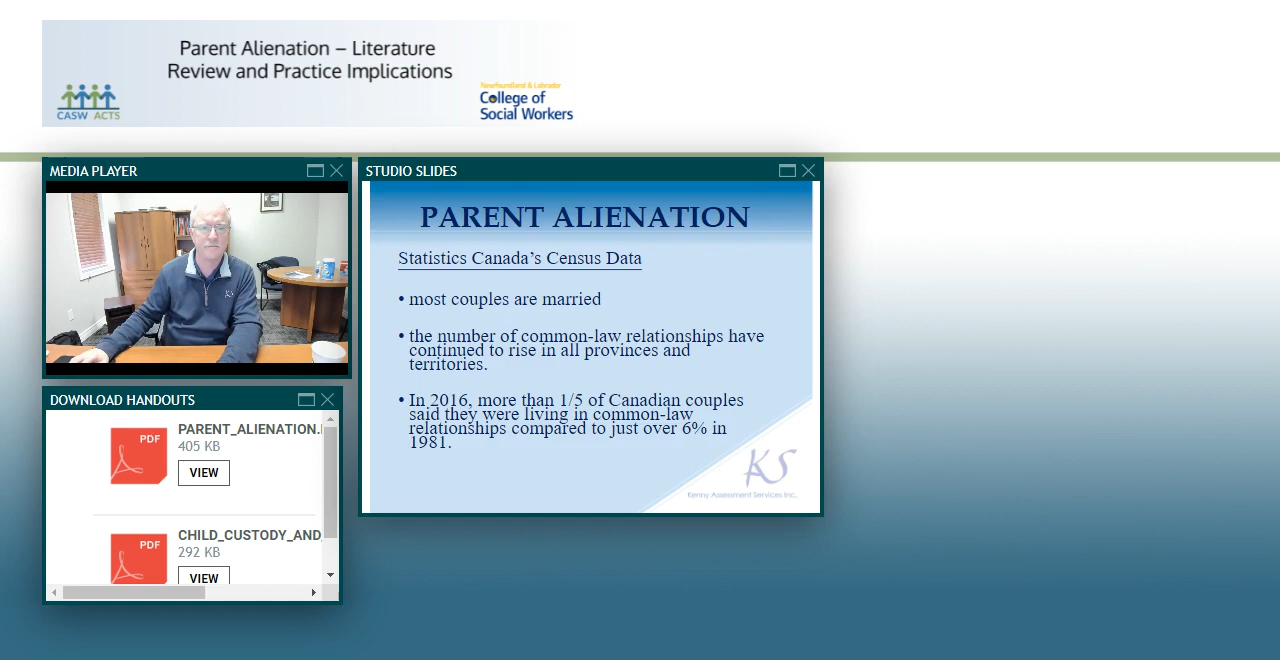 Parent Alienation – Literature
Review and Practice Implications
CASW ACTS
Newfoundland & Labrador
College of
Social Workers
MEDIA PLAYER
KS
STUDIO SLIDES
PARENT ALIENATION
Statistics Canada's Census Data
• most couples are married
• the number of common-law relationships have
continued to rise in all provinces and
territories.
• In 2016, more than 1/5 of Canadian couples
said they were living in common-law
relationships compared to just over 6% in
1981.
KS
Kenny Assessment Services Inc.
DOWNLOAD HANDOUTS
PDF
PARENT_ALIENATION.
405 KB
VIEW
PDF
CHILD_CUSTODY_AND_
292 KB
VIEW